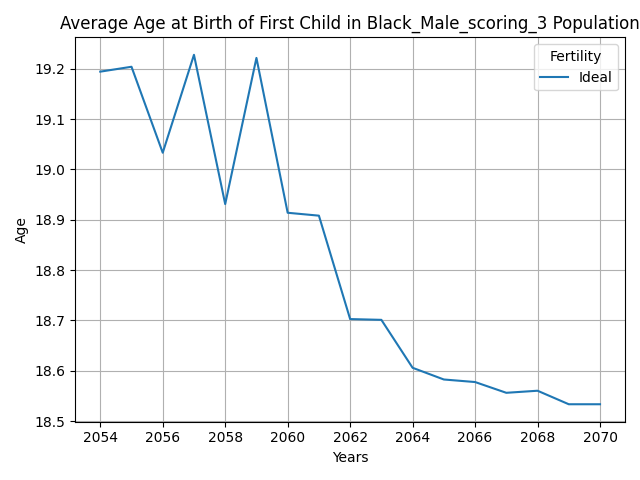 Average Age at Birth of First Child in Black_Male_scoring_3 Population
Fertility
Ideal
19.2
19.1
19.0
18.9
18.8
18.7
18.6
18.5
Age
2054 2056 2058 2060 2062 2064 2066 2068 2070
Years